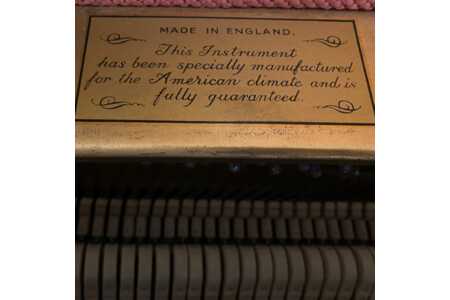 MADE IN ENGLAND.
This Instrument
has been specially manufactured
for the American climate and is
fully guaranteed.